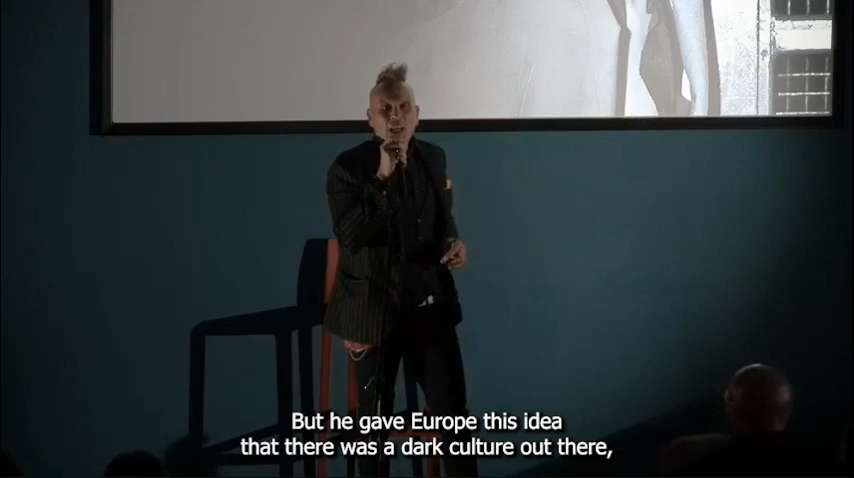 But he gave Europe this idea
that there was a dark culture out there,